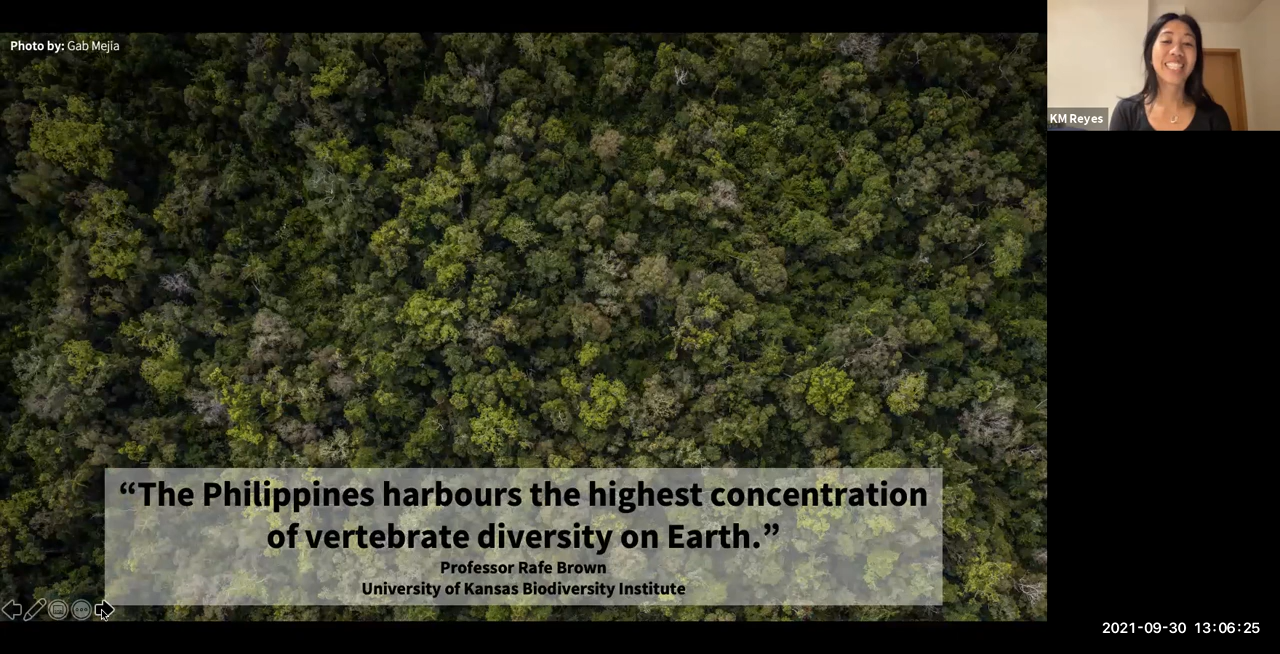 Photo by: Gab Mejia
KM Reyes
“The Philippines harbours the highest concentration
of vertebrate diversity on Earth.”
Professor Rafe Brown
University of Kansas Biodiversity Institute
2021-09-30 13:06:25